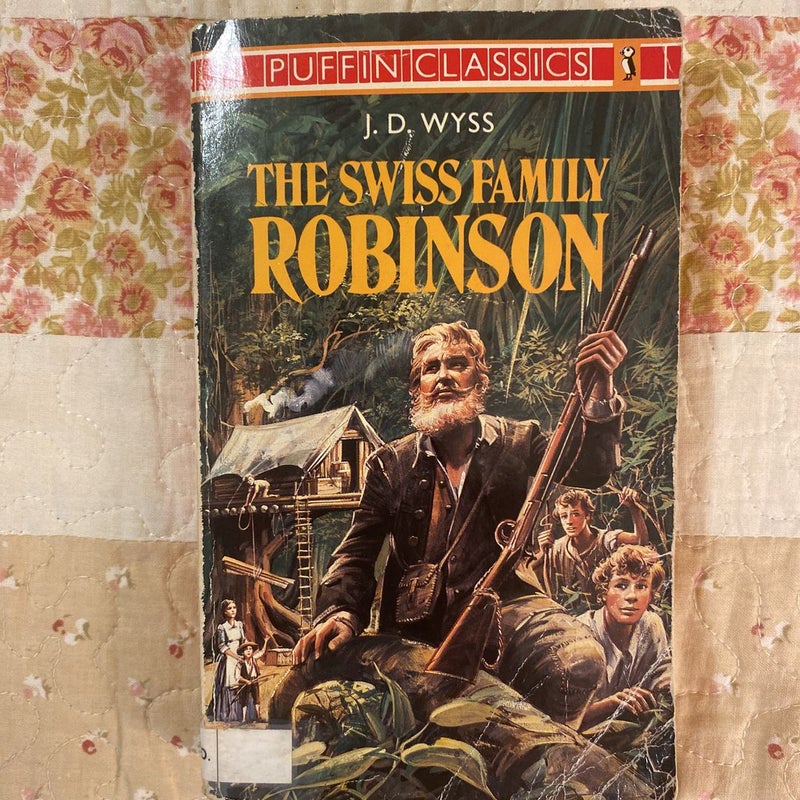 PUFFIN CLASSICS
J. D. WYSS
THE SWISS FAMILY
ROBINSON